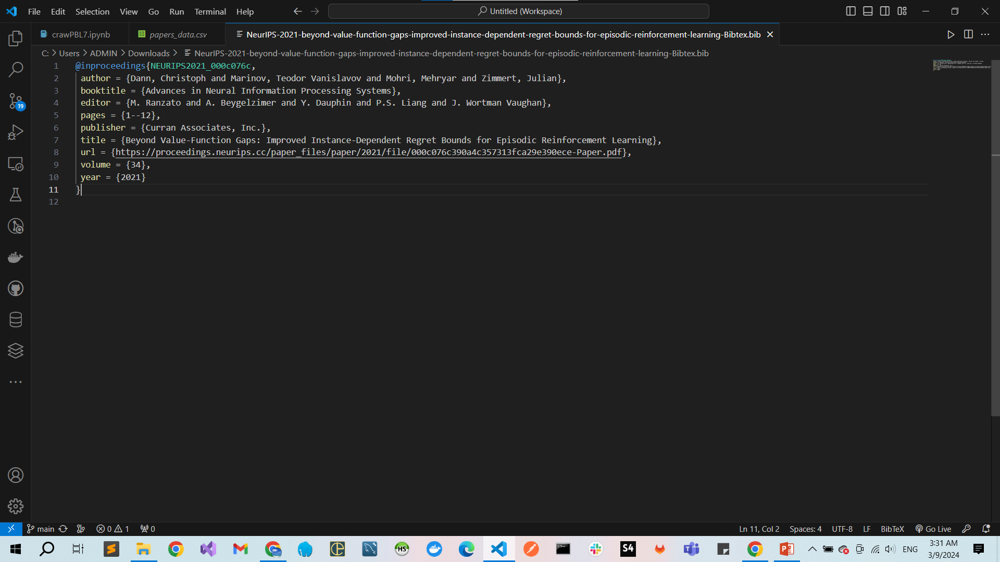 File Edit Selection View Go Run Terminal Help
Untitled (Workspace)
crawPBL7.ipynb
papers_data.csv
NeurIPS-2021-beyond-value-function-gaps-improved-instance-dependent-regret-bounds-for-episodic-reinforcement-learning-Bibtex.bib
C: > Users > ADMIN > Downloads > NeurIPS-2021-beyond-value-function-gaps-improved-instance-dependent-regret-bounds-for-episodic-reinforcement-learning-Bibtex.bib
1 @inproceedings{NEURIPS2021_000c076c,
2 author = {Dann, Christoph and Marinov, Teodor Vanislavov and Mohri, Mehryar and Zimmert, Julian},
3 booktitle = {Advances in Neural Information Processing Systems},
4 editor = {M. Ranzato and A. Beygelzimer and Y. Dauphin and P.S. Liang and J. Wortman Vaughan},
5 pages = {1--12},
6 publisher = {Curran Associates, Inc.},
7 title = {Beyond Value-Function Gaps: Improved Instance-Dependent Regret Bounds for Episodic Reinforcement Learning},
8 url = {https://proceedings.neurips.cc/paper_files/paper/2021/file/000c076c390a4c357313fca29e390ece-Paper.pdf},
9 volume = {34},
10 year = {2021}
11 }
12
19
main 0 1 0
Ln 11, Col 2 Spaces: 4 UTF-8 LF BibTeX Go Live
HS
S4
ENG
3:31 AM
3/9/2024